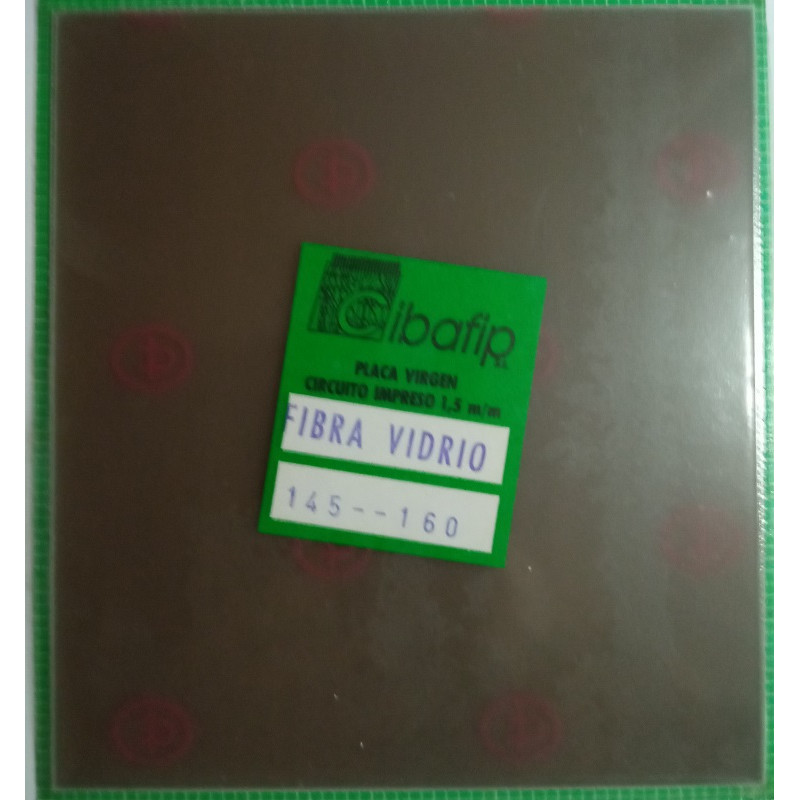 Cibafip
S.L.
PLACA VIRGEN
CIRCUITO IMPRESO 1,5 m/m
FIBRA VIDRIO
145--160